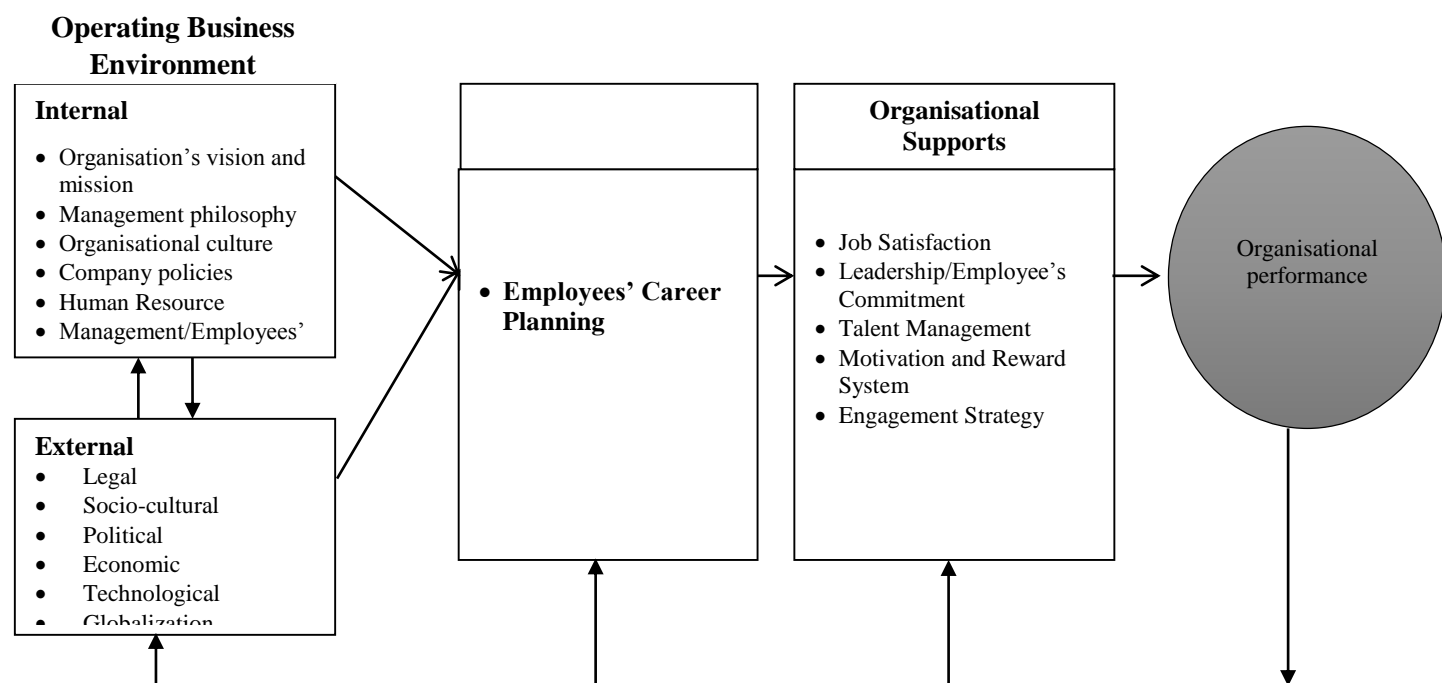 Operating Business
Environment
Internal
• Organisation’s vision and
mission
• Management philosophy
• Organisational culture
• Company policies
• Human Resource
• Management/Employees’
External
• Legal
• Socio-cultural
• Political
• Economic
• Technological
• Globalization
• Employees’ Career
Planning
Organisational
Supports
• Job Satisfaction
• Leadership/Employee’s
Commitment
• Talent Management
• Motivation and Reward
System
• Engagement Strategy
Organisational
performance